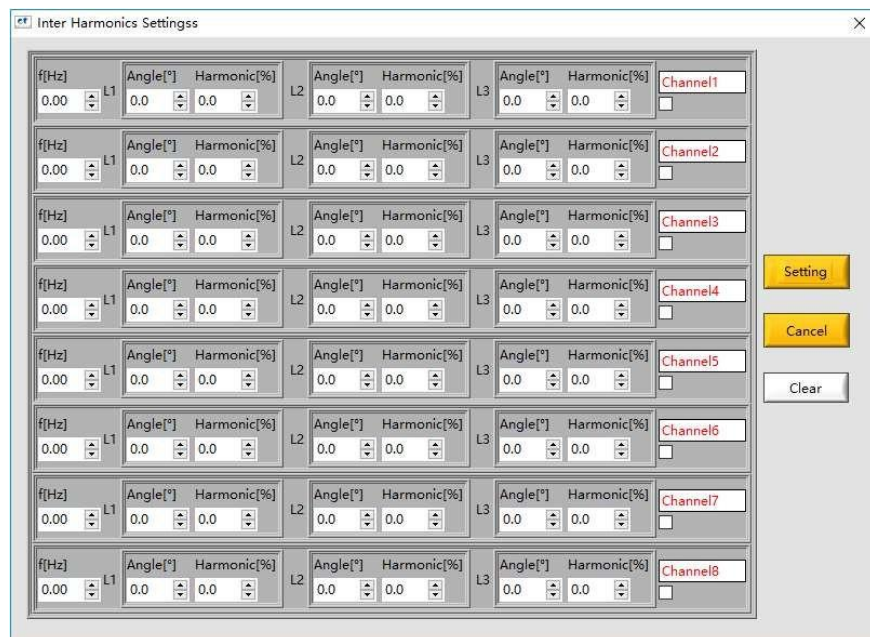 ct Inter Harmonics Settingss
f[Hz] L1 Angle[°] Harmonic[%] L2 Angle[°] Harmonic[%] L3 Angle[°] Harmonic[%] Channel1
0.00 0.0 0.0 0.0 0.0 0.0 0.0
f[Hz] L1 Angle[°] Harmonic[%] L2 Angle[°] Harmonic[%] L3 Angle[°] Harmonic[%] Channel2
0.00 0.0 0.0 0.0 0.0 0.0 0.0
f[Hz] L1 Angle[°] Harmonic[%] L2 Angle[°] Harmonic[%] L3 Angle[°] Harmonic[%] Channel3
0.00 0.0 0.0 0.0 0.0 0.0 0.0
f[Hz] L1 Angle[°] Harmonic[%] L2 Angle[°] Harmonic[%] L3 Angle[°] Harmonic[%] Channel4
0.00 0.0 0.0 0.0 0.0 0.0 0.0
f[Hz] L1 Angle[°] Harmonic[%] L2 Angle[°] Harmonic[%] L3 Angle[°] Harmonic[%] Channel5
0.00 0.0 0.0 0.0 0.0 0.0 0.0
f[Hz] L1 Angle[°] Harmonic[%] L2 Angle[°] Harmonic[%] L3 Angle[°] Harmonic[%] Channel6
0.00 0.0 0.0 0.0 0.0 0.0 0.0
f[Hz] L1 Angle[°] Harmonic[%] L2 Angle[°] Harmonic[%] L3 Angle[°] Harmonic[%] Channel7
0.00 0.0 0.0 0.0 0.0 0.0 0.0
f[Hz] L1 Angle[°] Harmonic[%] L2 Angle[°] Harmonic[%] L3 Angle[°] Harmonic[%] Channel8
0.00 0.0 0.0 0.0 0.0 0.0 0.0
Setting
Cancel
Clear